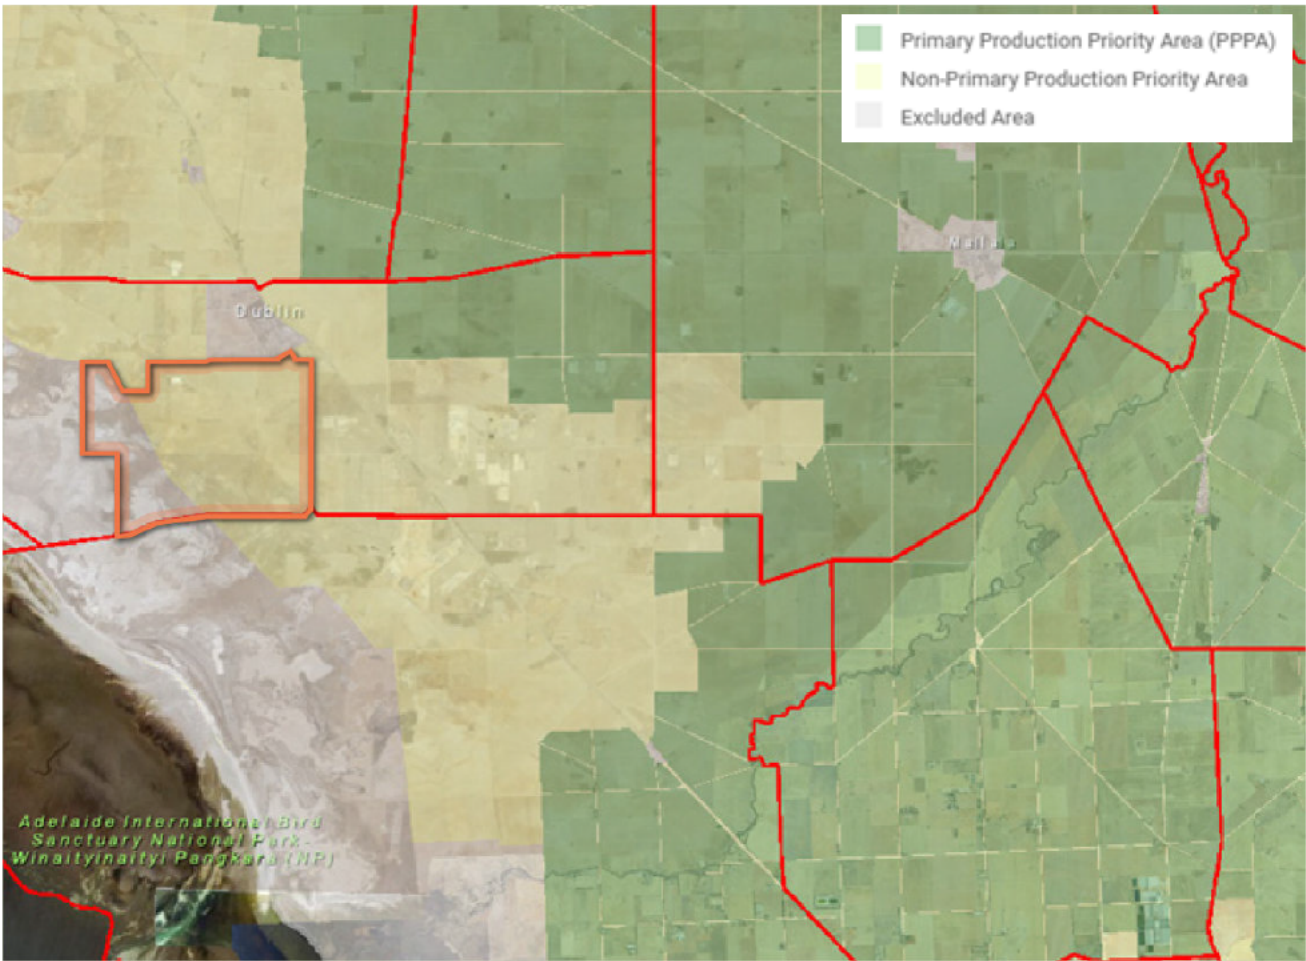 Primary Production Priority Area (PPPA)
Non-Primary Production Priority Area
Excluded Area
Mallala
Dublin
Adelaide International Bird
Sanctuary National Park-
Winaityinaityi Pangkara (NP)